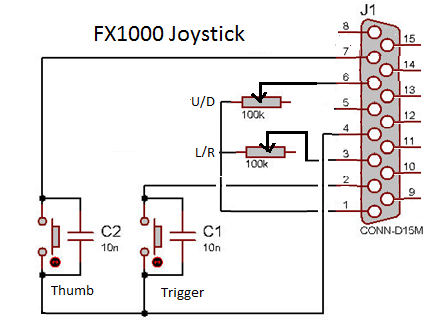 J1
FX1000 Joystick
8
15
7
14
6
13
U/D
100k
5
12
4
11
L/R
100k
3
10
2
9
1
CONN-D15M
C2
10n
C1
10n
Thumb
Trigger